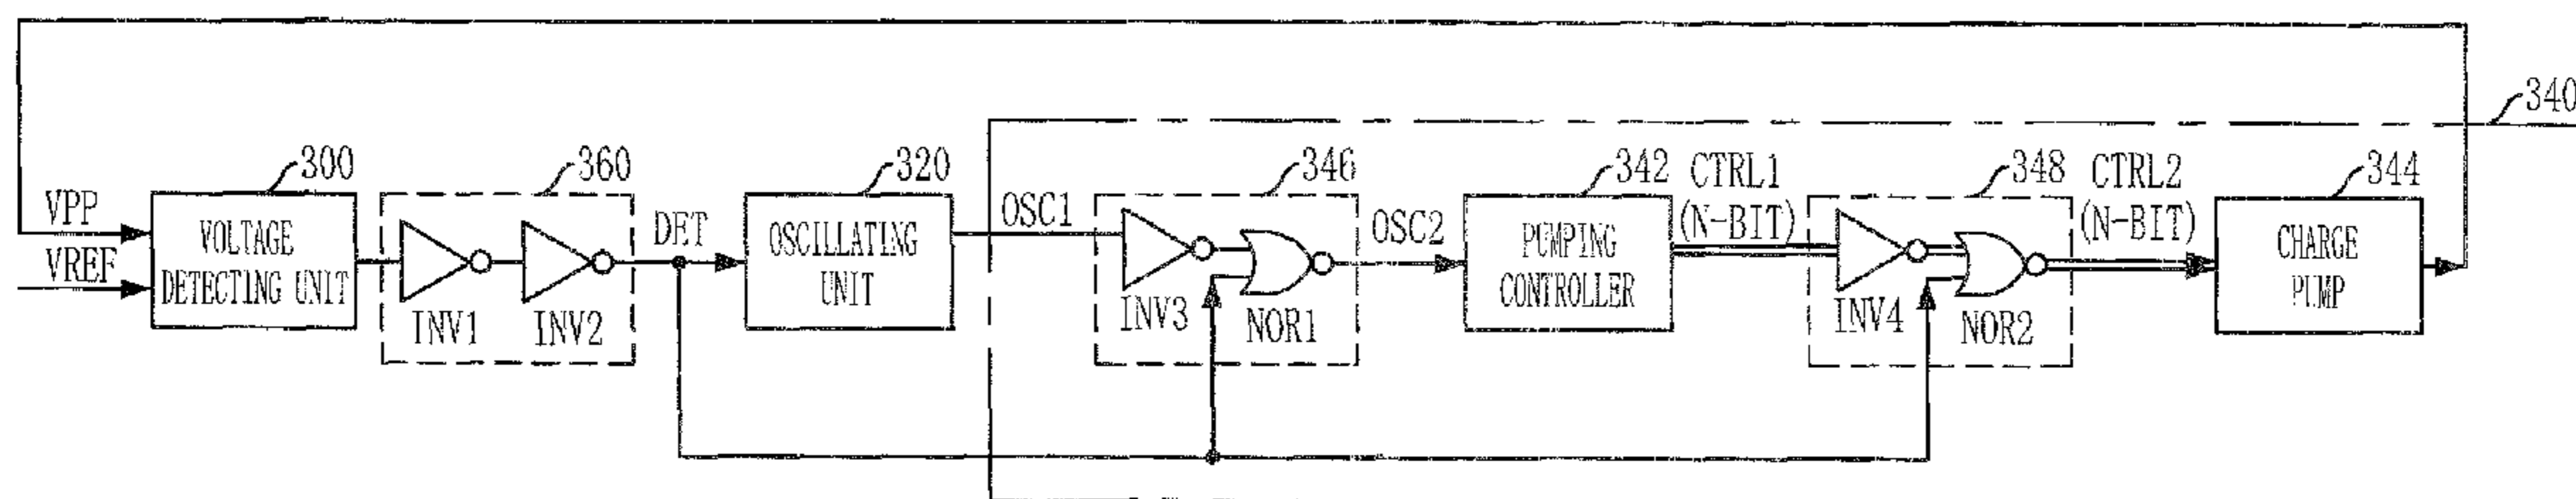 340
300
360
320
346
342
CTRL1
(N-BIT)
348
CTRL2
(N-BIT)
344
VPP
VREF
VOLTAGE
DETECTING UNIT
INV1
INV2
DET
OSCILLATING
UNIT
OSC1
INV3
NOR1
OSC2
PUMPING
CONTROLLER
INV4
NOR2
CHARGE
PUMP